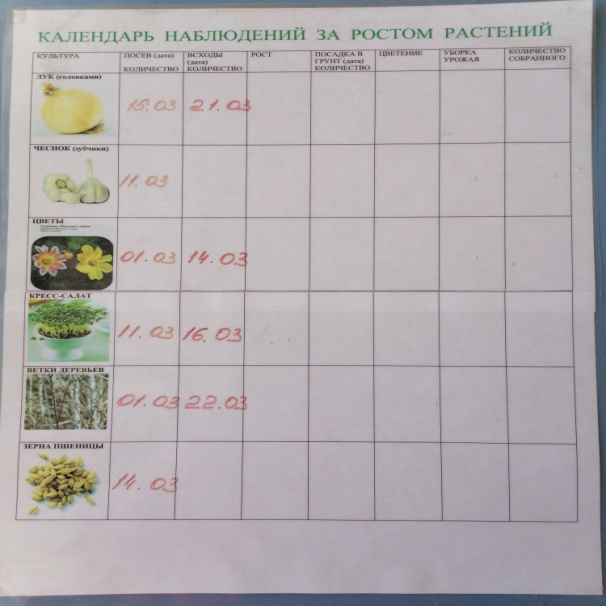 КАЛЕНДАРЬ НАБЛЮДЕНИЙ ЗА РОСТОМ РАСТЕНИЙ
КУЛЬТУРА ПОСЕВ (дата) КОЛИЧЕСТВО ВСХОДЫ (дата) КОЛИЧЕСТВО РОСТ ПОСАДКА В ГРУНТ (дата) КОЛИЧЕСТВО ЦВЕТЕНИЕ УБОРКА УРОЖАЯ КОЛИЧЕСТВО СОБРАННОГО
ЛУК (головками)
15.03 21.03
ЧЕСНОК (зубчики)
11.03
ЦВЕТЫ
01.03 14.03
КРЕСС-САЛАТ
11.03 16.03
ВЕТКИ ДЕРЕВЬЕВ
01.03 22.03
ЗЕРНА ПШЕНИЦЫ
14.03